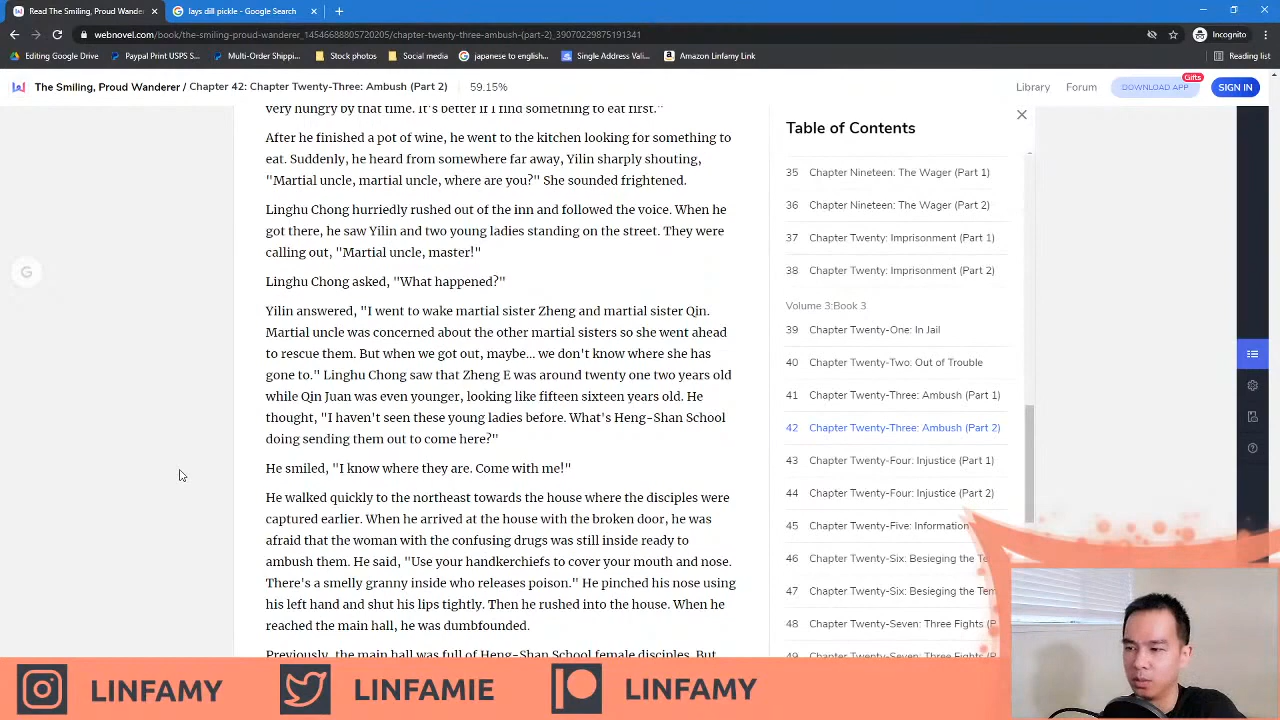 Read The Smiling, Proud Wander
lays dill pickle - Google Search
webnovel.com/book/the-smiling-proud-wanderer_14546688805720205/chapter-twenty-three-ambush-(part-2)_39070229875191341
Incognito
Editing Google Drive
Paypal Print USPS S...
Multi-Order Shippi...
Stock photos
Social media
japanese to english...
Single Address Vali...
Amazon Linfamy Link
Reading list
The Smiling, Proud Wanderer / Chapter 42: Chapter Twenty-Three: Ambush (Part 2) 59.15%
Library
Forum
DOWNLOAD APP
Gifts
SIGN IN
very hungry by that time. It's better if I find something to eat first."
After he finished a pot of wine, he went to the kitchen looking for something to
eat. Suddenly, he heard from somewhere far away, Yilin sharply shouting,
"Martial uncle, martial uncle, where are you?" She sounded frightened.
Linghu Chong hurriedly rushed out of the inn and followed the voice. When he
got there, he saw Yilin and two young ladies standing on the street. They were
calling out, "Martial uncle, master!"
Linghu Chong asked, "What happened?"
Yilin answered, "I went to wake martial sister Zheng and martial sister Qin.
Martial uncle was concerned about the other martial sisters so she went ahead
to rescue them. But when we got out, maybe... we don't know where she has
gone to." Linghu Chong saw that Zheng E was around twenty one two years old
while Qin Juan was even younger, looking like fifteen sixteen years old. He
thought, "I haven't seen these young ladies before. What's Heng-Shan School
doing sending them out to come here?"
He smiled, "I know where they are. Come with me!"
He walked quickly to the northeast towards the house where the disciples were
captured earlier. When he arrived at the house with the broken door, he was
afraid that the woman with the confusing drugs was still inside ready to
ambush them. He said, "Use your handkerchiefs to cover your mouth and nose.
There's a smelly granny inside who releases poison." He pinched his nose using
his left hand and shut his lips tightly. Then he rushed into the house. When he
reached the main hall, he was dumbfounded.
Previously, the main hall was full of Heng-Shan School female disciples. But
Table of Contents
35 Chapter Nineteen: The Wager (Part 1)
36 Chapter Nineteen: The Wager (Part 2)
37 Chapter Twenty: Imprisonment (Part 1)
38 Chapter Twenty: Imprisonment (Part 2)
Volume 3:Book 3
39 Chapter Twenty-One: In Jail
40 Chapter Twenty-Two: Out of Trouble
41 Chapter Twenty-Three: Ambush (Part 1)
42 Chapter Twenty-Three: Ambush (Part 2)
43 Chapter Twenty-Four: Injustice (Part 1)
44 Chapter Twenty-Four: Injustice (Part 2)
45 Chapter Twenty-Five: Information
46 Chapter Twenty-Six: Besieging the Te
47 Chapter Twenty-Six: Besieging the Tem
48 Chapter Twenty-Seven: Three Fights (P
49 Chapter Twenty-Seven: Three Fights (P
LINFAMY
LINFAMIE
LINFAMY